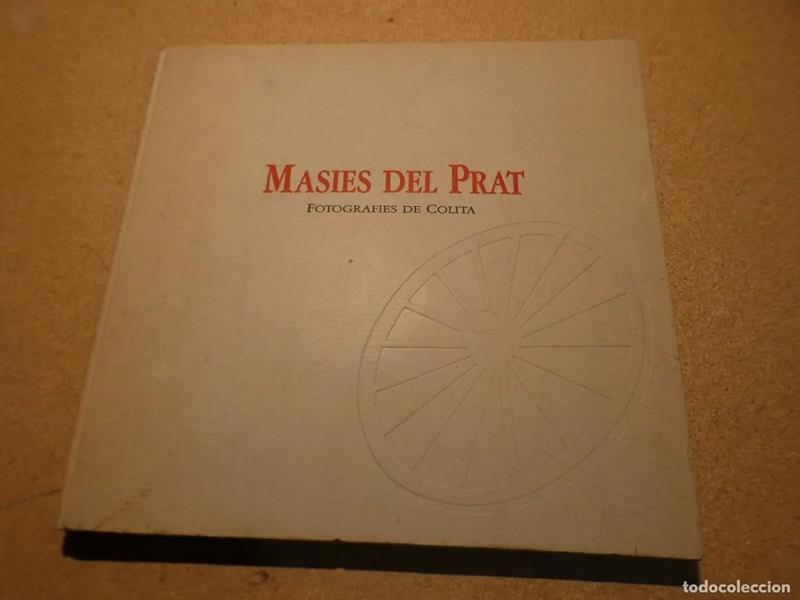 MASIES DEL PRAT
FOTOGRAFIES DE COLITA
todocoleccion